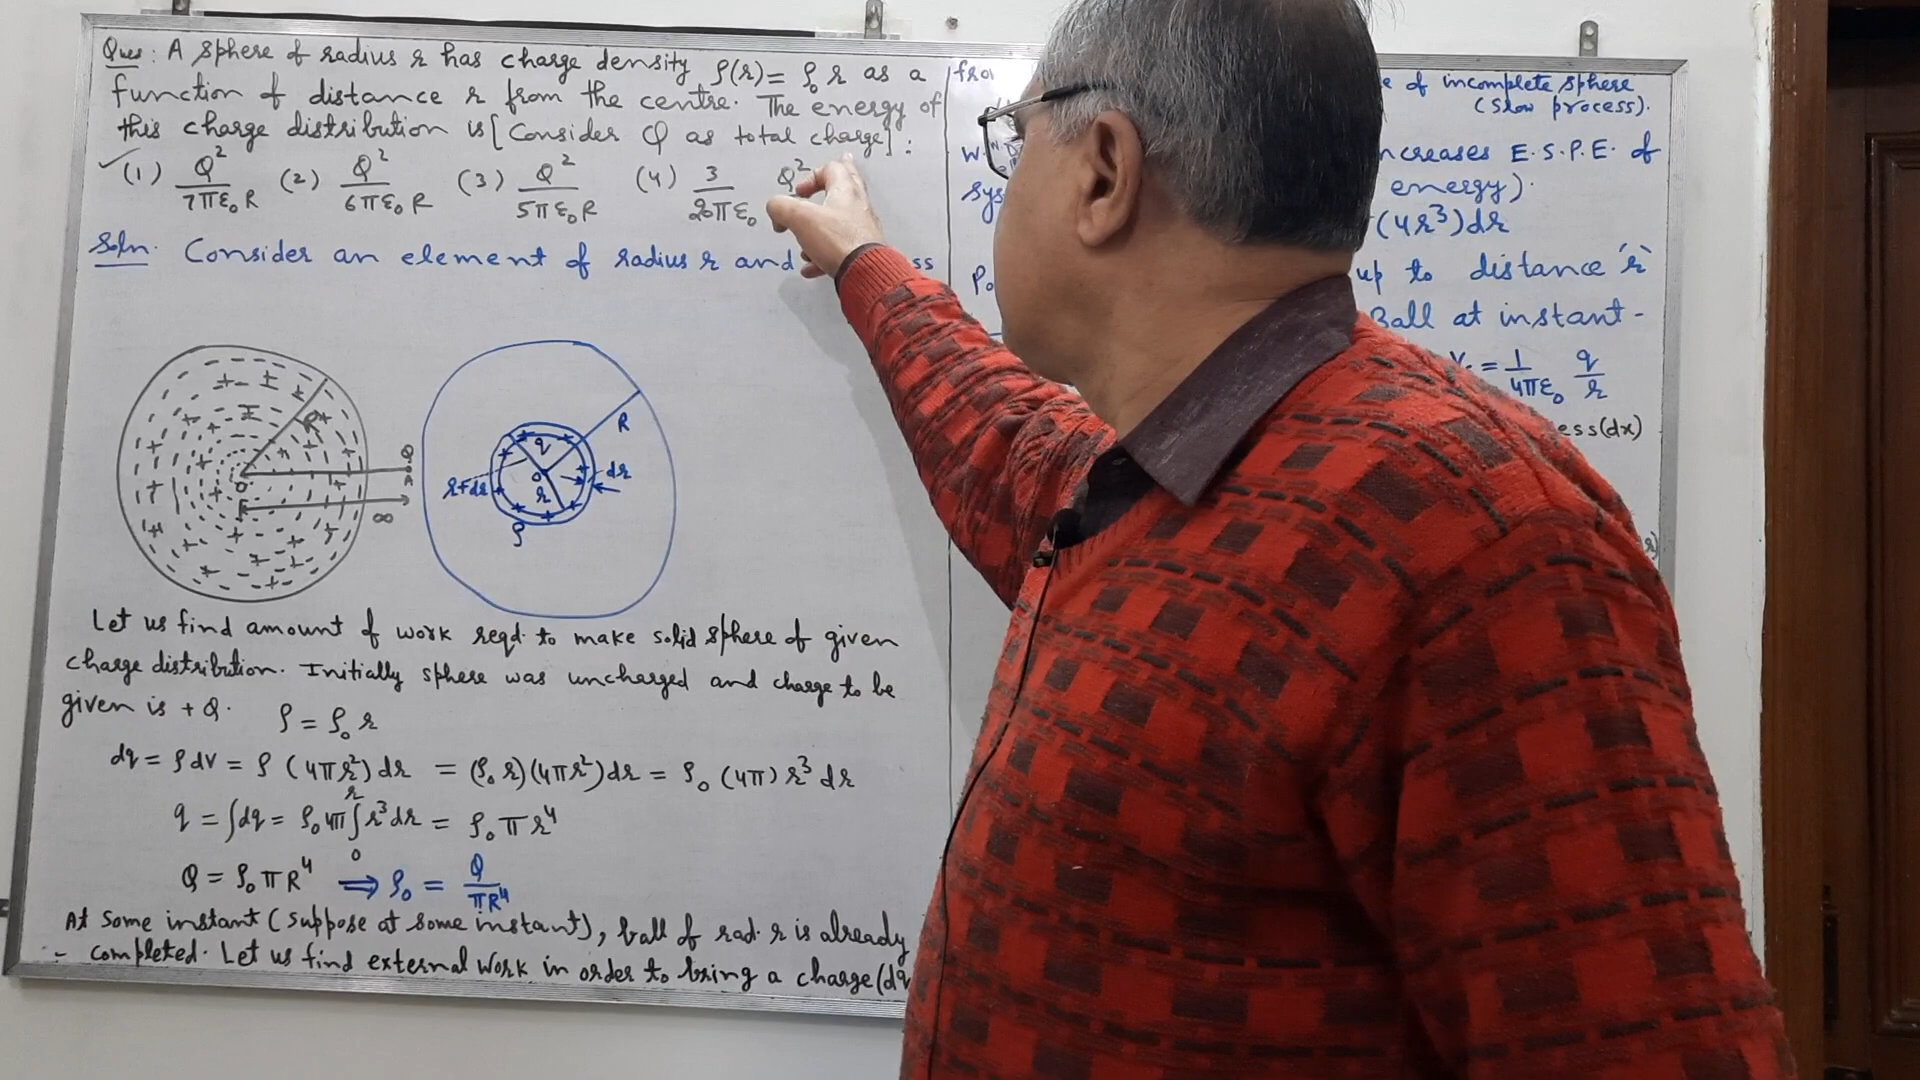 Ques: A sphere of radius r has charge density ρ(r) = ρ₀ r as a
function of distance r from the centre. The energy of
this charge distribution is [Consider Q as total charge]:
(1) Q²/7πε₀R (2) Q²/6πε₀R (3) Q²/5πε₀R (4) 3/20πε₀ Q²
Soln. Consider an element of radius r and
R
O
∞
R
q
r+dr
O
r
dr
ρ
Let us find amount of work reqd. to make solid sphere of given
charge distribution. Initially sphere was uncharged and charge to be
given is +Q. ρ = ρ₀ r
dq = ρ dV = ρ (4πr²) dr = (ρ₀ r)(4πr²) dr = ρ₀ (4π) r³ dr
q = ∫dq = ρ₀ 4π ∫₀ʳ r³ dr = ρ₀ π r⁴
Q = ρ₀ π R⁴ ⟹ ρ₀ = Q/πR⁴
At some instant (suppose at some instant), ball of rad. r is already
- completed. Let us find external work in order to bring a charge (dq
of incomplete sphere
(slow process).
ncreases E.S.P.E. of
sys
energy).
(4r³)dr
up to distance 'r'
Ball at instant-
= 1/4πε₀ q/r
ess(dx)